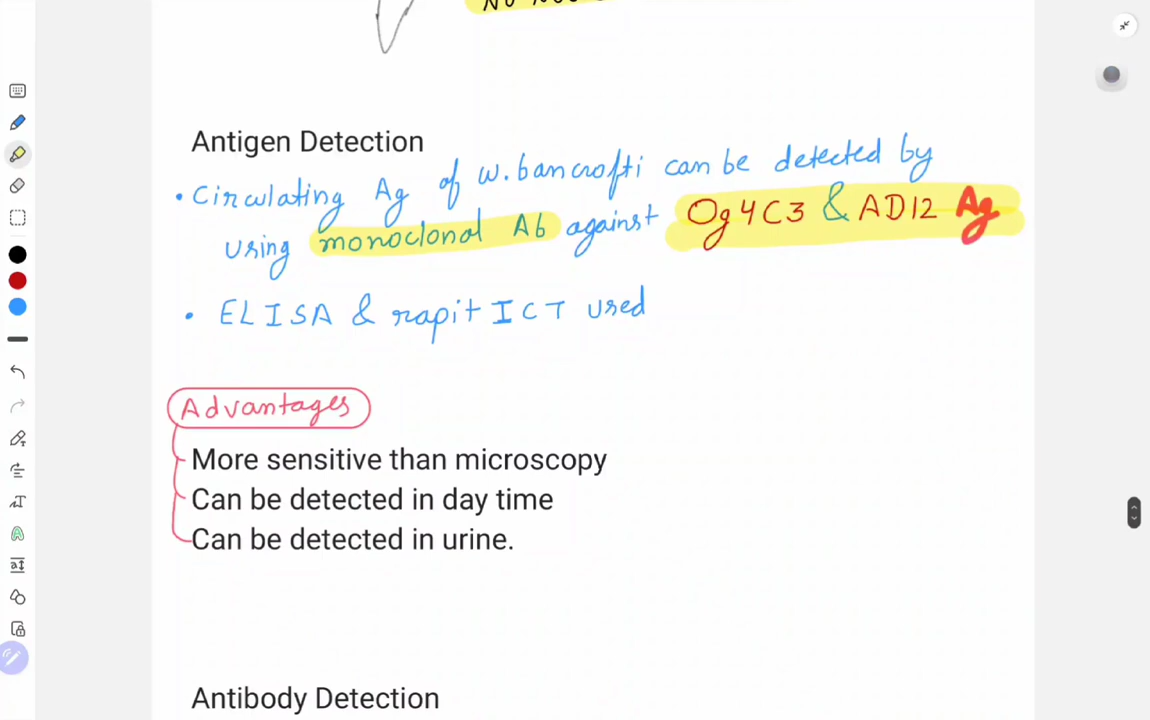 Antigen Detection
• Circulating Ag of w. bancrofti can be detected by
using monoclonal Ab against Og4C3 & AD12 Ag
• ELISA & rapit ICT used
Advantages
More sensitive than microscopy
Can be detected in day time
Can be detected in urine.
Antibody Detection